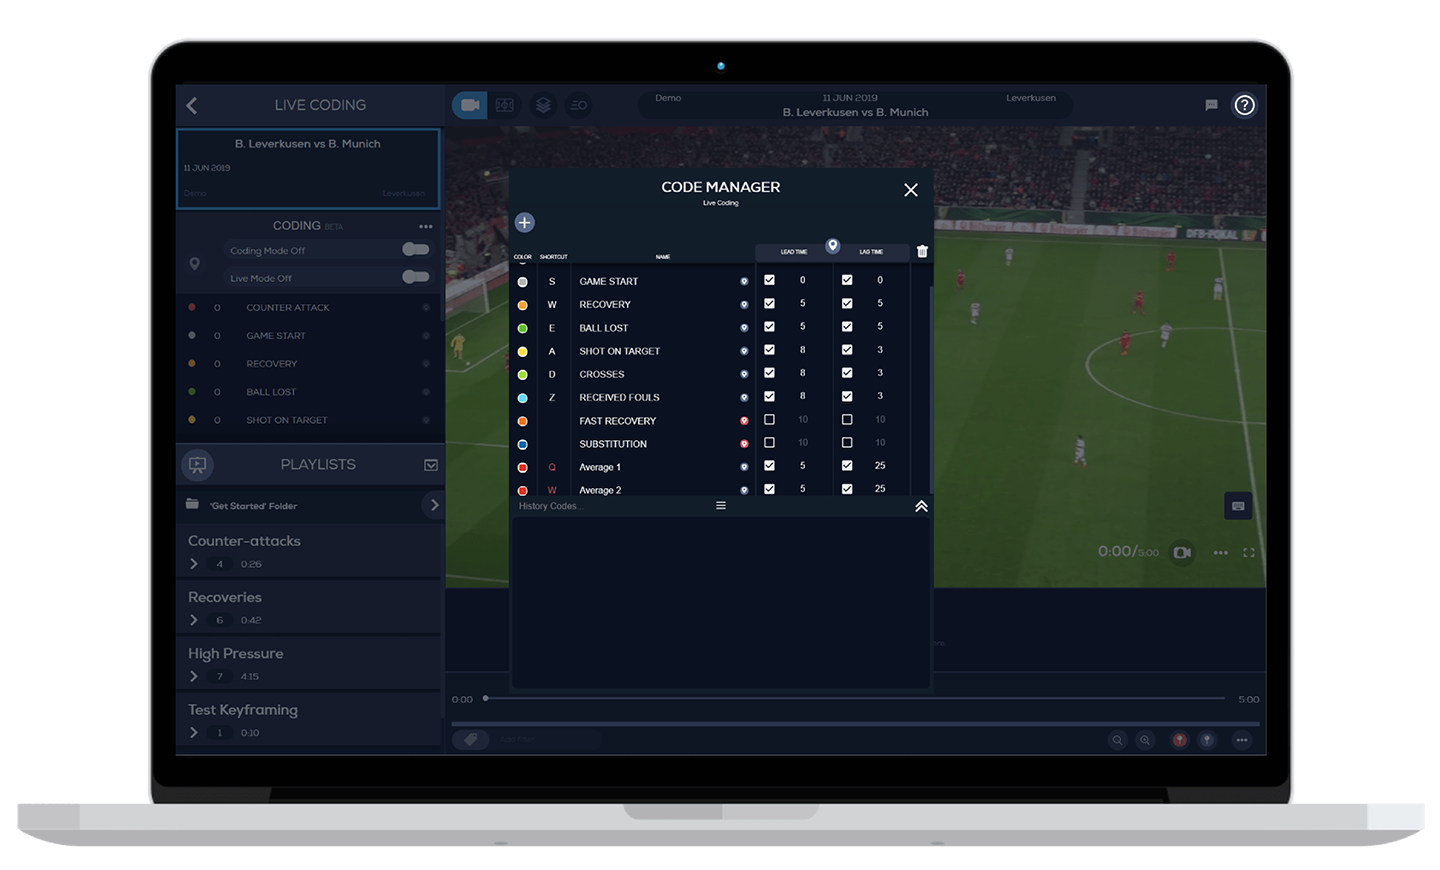 LIVE CODING
B. Leverkusen vs B. Munich
11 JUN 2019
Demo Leverkusen
CODING BETA
Coding Mode Off
Live Mode Off
0 COUNTER ATTACK
0 GAME START
0 RECOVERY
0 BALL LOST
0 SHOT ON TARGET
PLAYLISTS
'Get Started' Folder
Counter-attacks
4 0:26
Recoveries
6 0:42
High Pressure
7 4:15
Test Keyframing
1 0:10
Demo 11 JUN 2019 Leverkusen
B. Leverkusen vs B. Munich
?
Bitburger Bitburger DFB-POKAL
CODE MANAGER
Live Coding
COLOR SHORTCUT NAME LEAD TIME LAG TIME
S GAME START 0 0
W RECOVERY 5 5
E BALL LOST 5 5
A SHOT ON TARGET 8 3
D CROSSES 8 3
Z RECEIVED FOULS 8 3
FAST RECOVERY 10 10
SUBSTITUTION 10 10
Q Average 1 5 25
W Average 2 5 25
History Codes...
0:00/5:00
0:00 5:00